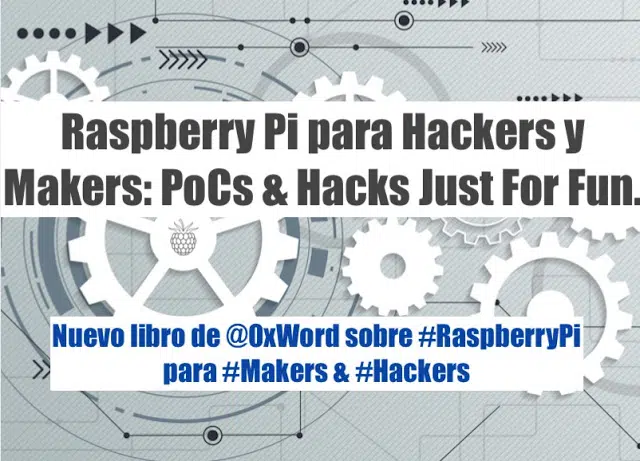 Raspberry Pi para Hackers y
Makers: PoCs & Hacks Just For Fun.
Nuevo libro de @0xWord sobre #RaspberryPi
para #Makers & #Hackers